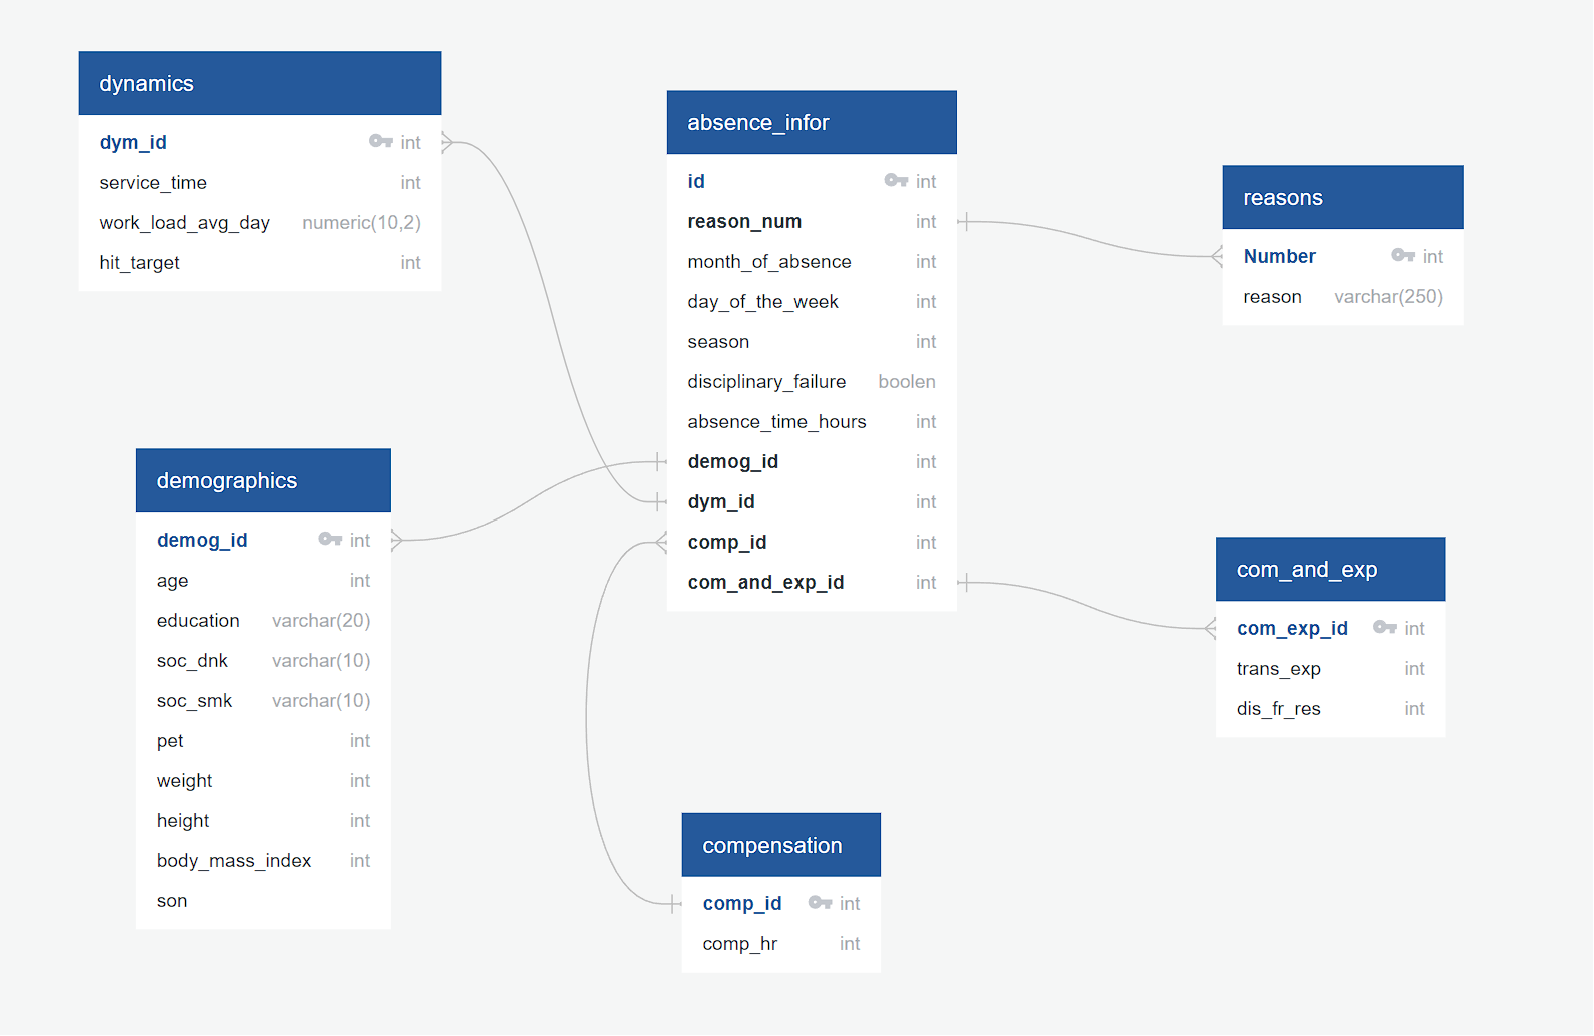 dynamics
dym_id int
service_time int
work_load_avg_day numeric(10,2)
hit_target int
absence_infor
id int
reason_num int
month_of_absence int
day_of_the_week int
season int
disciplinary_failure boolen
absence_time_hours int
demog_id int
dym_id int
comp_id int
com_and_exp_id int
reasons
Number int
reason varchar(250)
demographics
demog_id int
age int
education varchar(20)
soc_dnk varchar(10)
soc_smk varchar(10)
pet int
weight int
height int
body_mass_index int
son
com_and_exp
com_exp_id int
trans_exp int
dis_fr_res int
compensation
comp_id int
comp_hr int